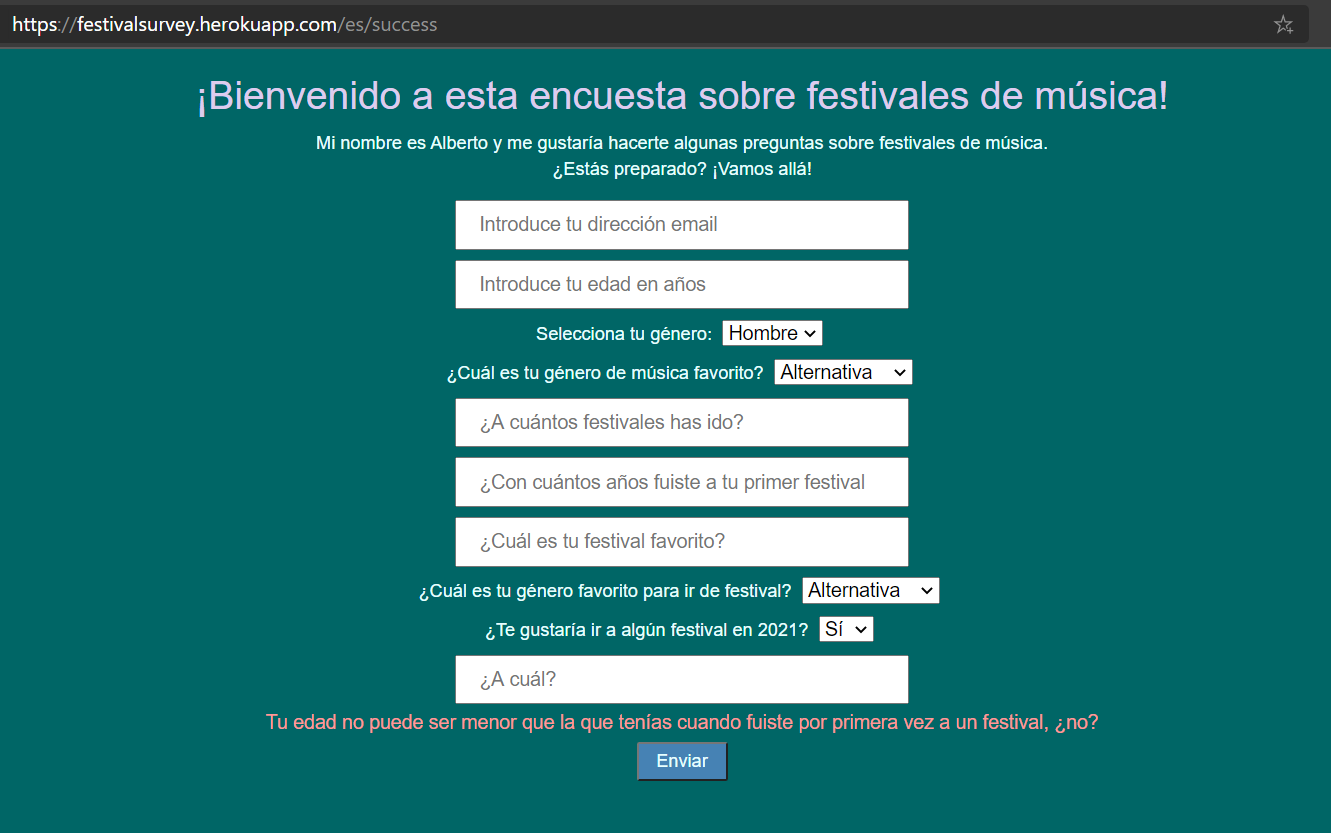 https://festivalsurvey.herokuapp.com/es/success
¡Bienvenido a esta encuesta sobre festivales de música!
Mi nombre es Alberto y me gustaría hacerte algunas preguntas sobre festivales de música.
¿Estás preparado? ¡Vamos allá!
Introduce tu dirección email
Introduce tu edad en años
Selecciona tu género: Hombre
¿Cuál es tu género de música favorito? Alternativa
¿A cuántos festivales has ido?
¿Con cuántos años fuiste a tu primer festival
¿Cuál es tu festival favorito?
¿Cuál es tu género favorito para ir de festival? Alternativa
¿Te gustaría ir a algún festival en 2021? Sí
¿A cuál?
Tu edad no puede ser menor que la que tenías cuando fuiste por primera vez a un festival, ¿no?
Enviar